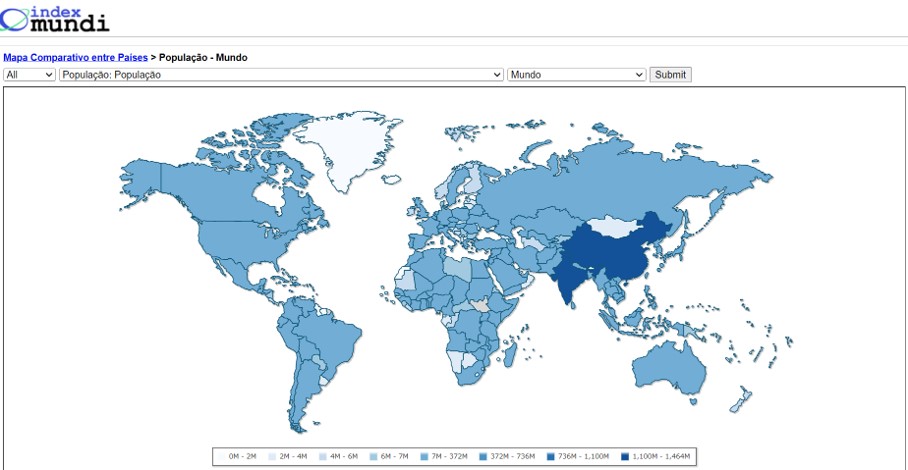 index
mundi
Mapa Comparativo entre Países > População - Mundo
All População: População Mundo Submit
0M - 2M 2M - 4M 4M - 6M 6M - 7M 7M - 372M 372M - 736M 736M - 1,100M 1,100M - 1,464M